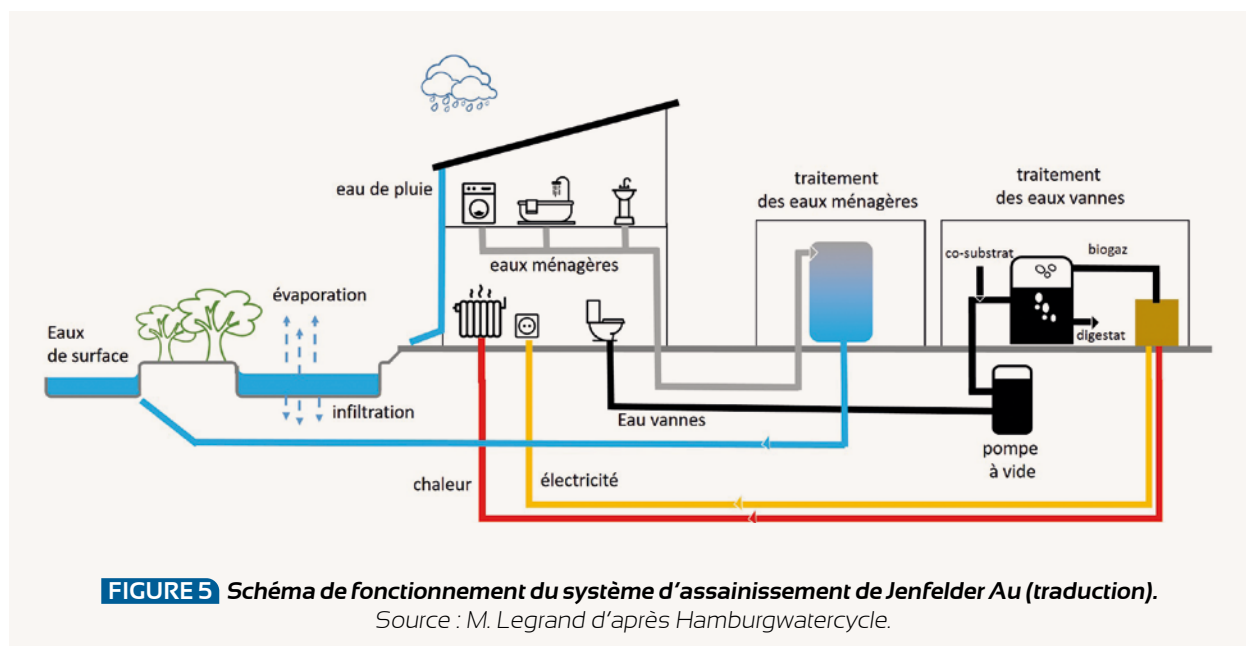 eau de pluie
eaux ménagères
traitement
des eaux ménagères
traitement
des eaux vannes
co-substrat
biogaz
digestat
évaporation
Eaux
de surface
infiltration
Eau vannes
pompe
à vide
chaleur
électricité
FIGURE 5 Schéma de fonctionnement du système d’assainissement de Jenfelder Au (traduction).
Source : M. Legrand d’après Hamburgwatercycle.